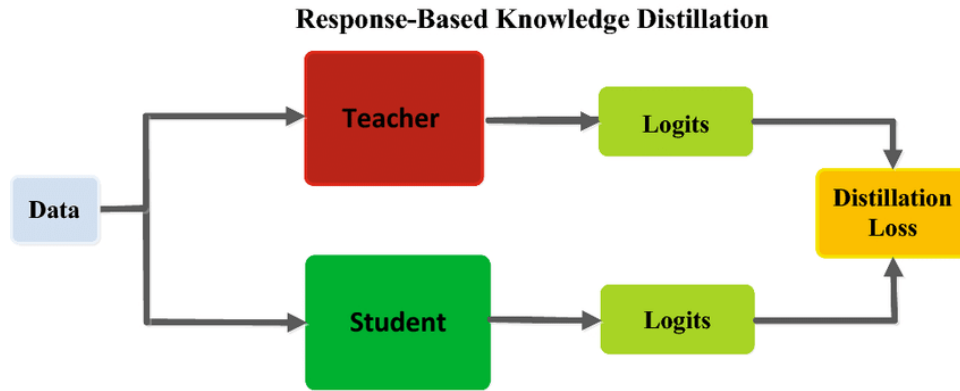 Response-Based Knowledge Distillation
Teacher
Logits
Data
Distillation
Loss
Student
Logits